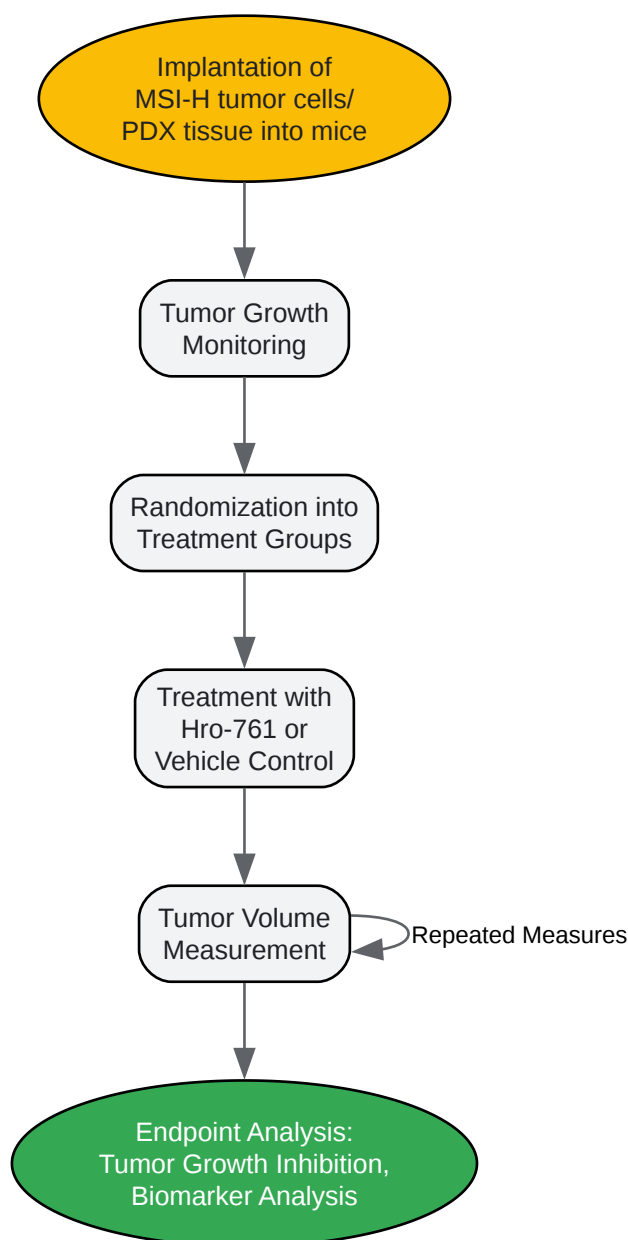 Implantation of
MSI-H tumor cells/
PDX tissue into mice
Tumor Growth
Monitoring
Randomization into
Treatment Groups
Treatment with
Hro-761 or
Vehicle Control
Tumor Volume
Measurement
Repeated Measures
Endpoint Analysis:
Tumor Growth Inhibition,
Biomarker Analysis